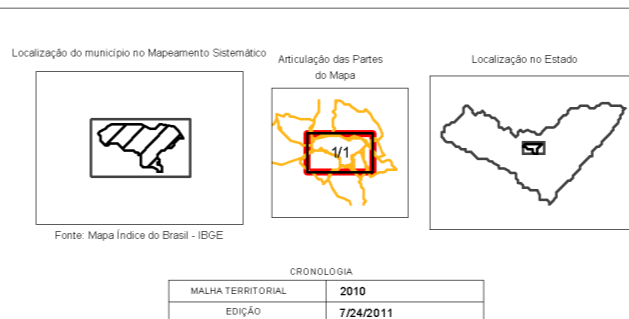 Localização do município no Mapeamento Sistemático
Articulação das Partes
do Mapa
Localização no Estado
1/1
Fonte: Mapa Índice do Brasil - IBGE
CRONOLOGIA
MALHA TERRITORIAL 2010
EDIÇÃO 7/24/2011